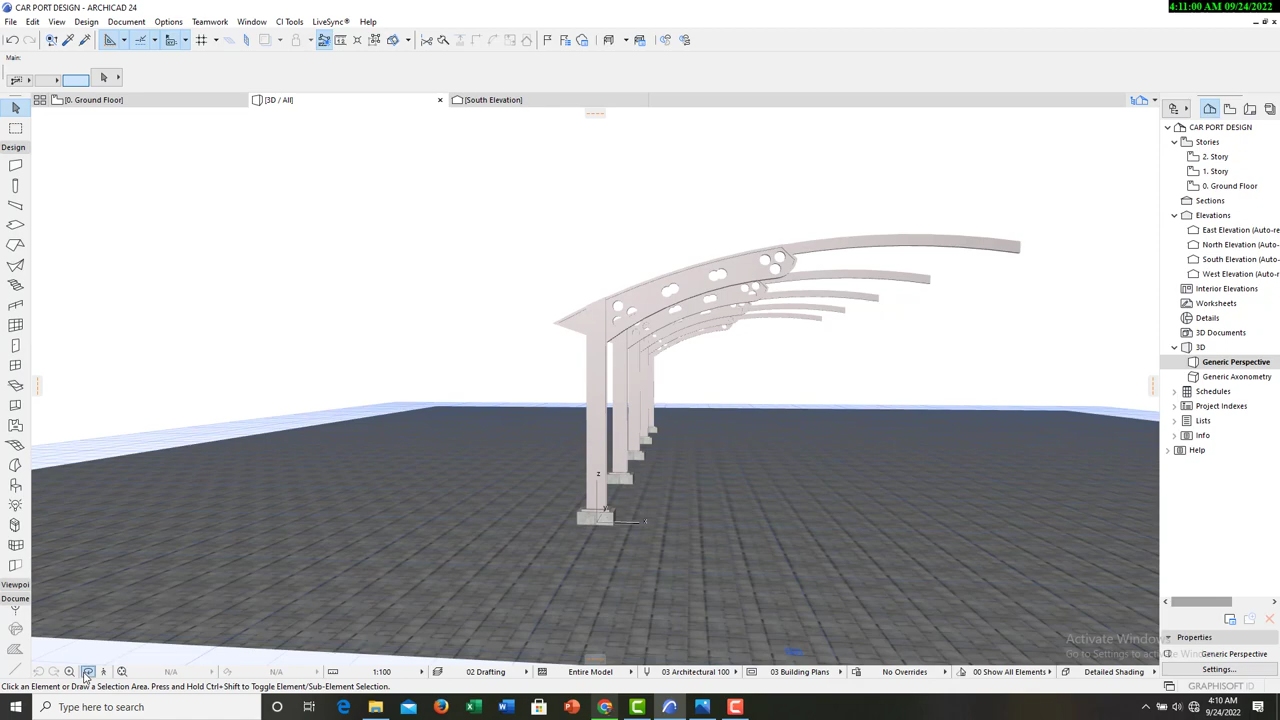 CAR PORT DESIGN - ARCHICAD 24
4:11:00 AM 09/24/2022
File Edit View Design Document Options Teamwork Window CI Tools LiveSync® Help
Main:
[0. Ground Floor]
[3D / All]
[South Elevation]
Design
Viewpoi
Docume
CAR PORT DESIGN
Stories
2. Story
1. Story
0. Ground Floor
Sections
Elevations
East Elevation (Auto-re
North Elevation (Auto-r
South Elevation (Auto-r
West Elevation (Auto-re
Interior Elevations
Worksheets
Details
3D Documents
3D
Generic Perspective
Generic Axonometry
Schedules
Project Indexes
Lists
Info
Help
z
Y
X
Properties
Generic Perspective
Settings...
Activate Windows
Go to Settings to activate Windows
N/A N/A 1:100 02 Drafting Entire Model 03 Architectural 100 03 Building Plans No Overrides 00 Show All Elements Detailed Shading
Click an Element or Draw a Selection Area. Press and Hold Ctrl+Shift to Toggle Element/Sub-Element Selection.
GRAPHISOFT
Type here to search
4:10 AM
9/24/2022